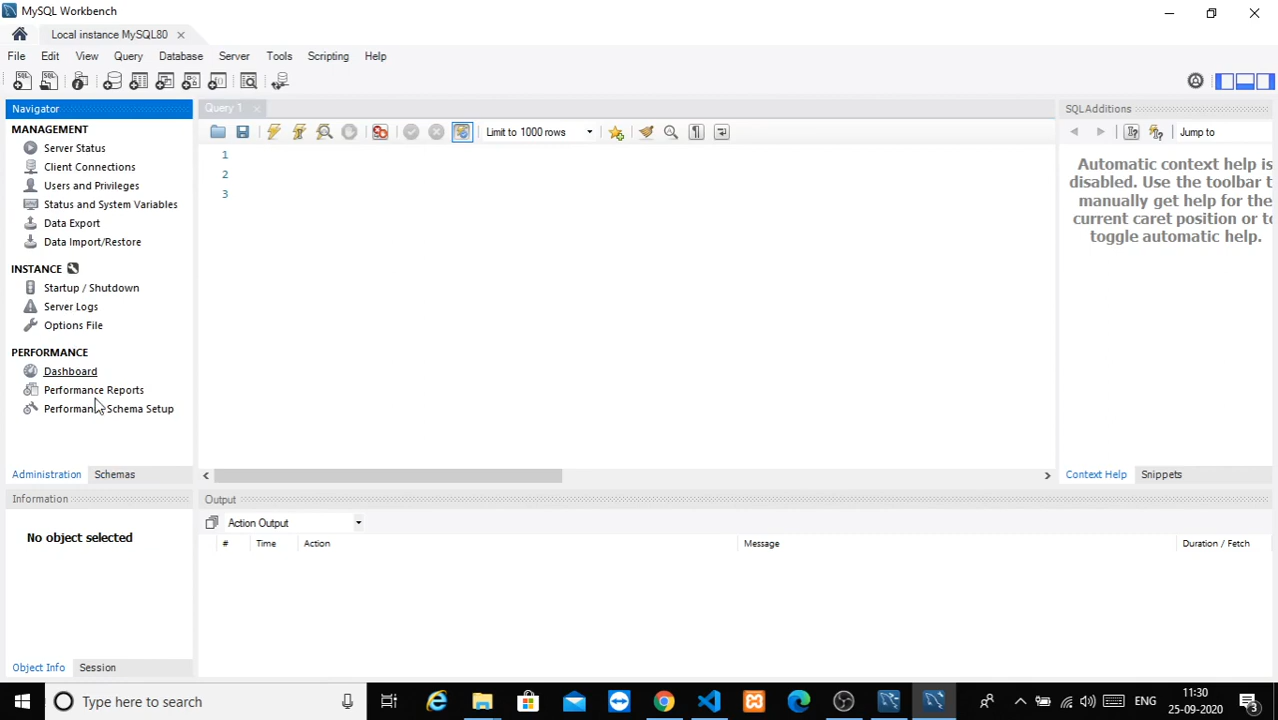 MySQL Workbench
Local instance MySQL80
File Edit View Query Database Server Tools Scripting Help
Navigator
MANAGEMENT
Server Status
Client Connections
Users and Privileges
Status and System Variables
Data Export
Data Import/Restore
INSTANCE
Startup / Shutdown
Server Logs
Options File
PERFORMANCE
Dashboard
Performance Reports
Performance Schema Setup
Administration Schemas
Information
No object selected
Object Info Session
Query 1
Limit to 1000 rows
1
2
3
Output
Action Output
# Time Action Message Duration / Fetch
SQLAdditions
Jump to
Automatic context help is
disabled. Use the toolbar t
manually get help for the
current caret position or to
toggle automatic help.
Context Help Snippets
Type here to search
ENG
11:30
25-09-2020
3